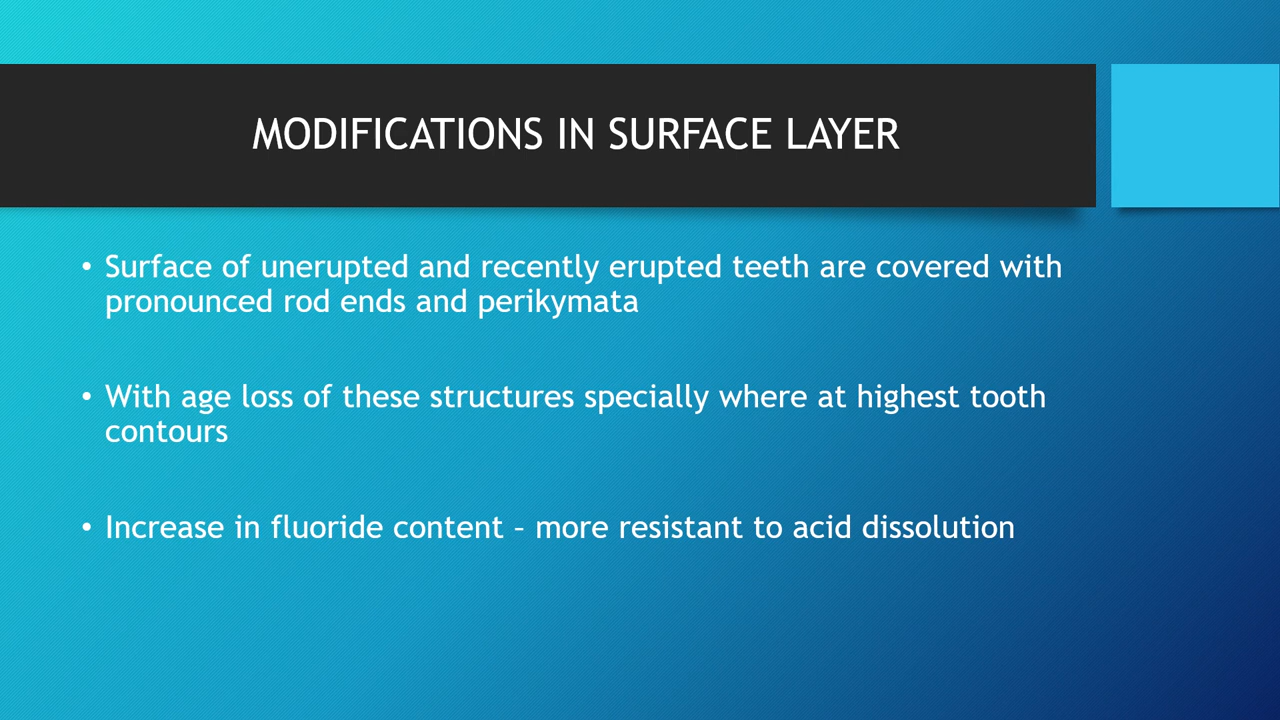 MODIFICATIONS IN SURFACE LAYER
• Surface of unerupted and recently erupted teeth are covered with
pronounced rod ends and perikymata
• With age loss of these structures specially where at highest tooth
contours
• Increase in fluoride content – more resistant to acid dissolution